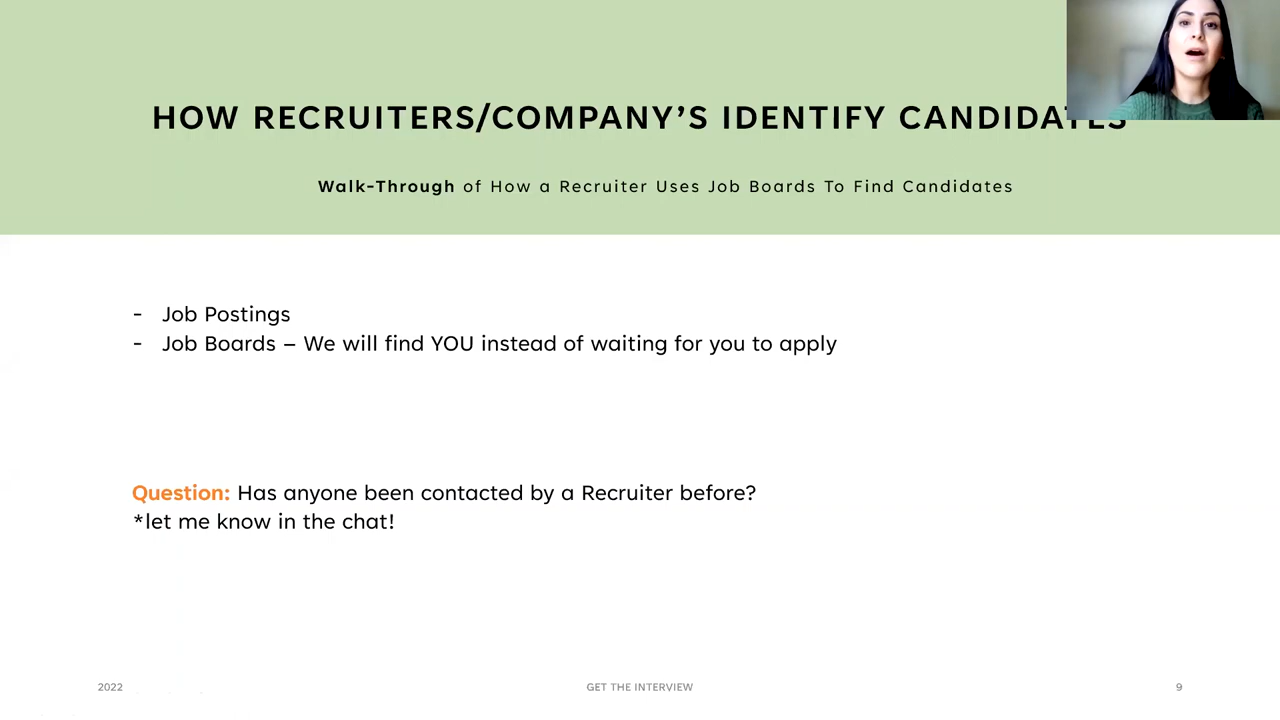 HOW RECRUITERS/COMPANY'S IDENTIFY CANDIDATES
Walk-Through of How a Recruiter Uses Job Boards To Find Candidates
- Job Postings
- Job Boards – We will find YOU instead of waiting for you to apply
Question: Has anyone been contacted by a Recruiter before?
*let me know in the chat!
2022 GET THE INTERVIEW 9